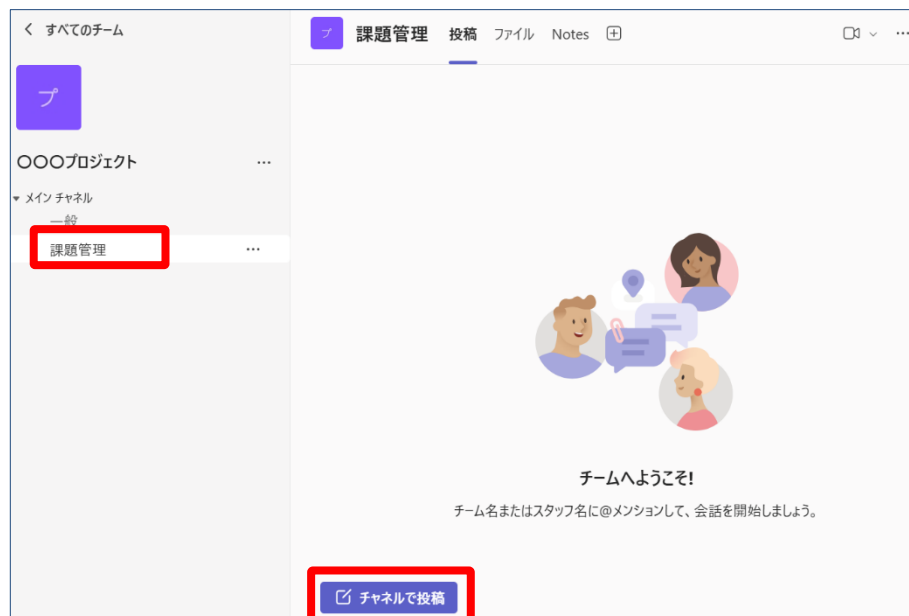 すべてのチーム
プ
〇〇〇プロジェクト
メイン チャネル
一般
課題管理
プ 課題管理 投稿 ファイル Notes
チームへようこそ!
チーム名またはスタッフ名に@メンションして、会話を開始しましょう。
チャネルで投稿